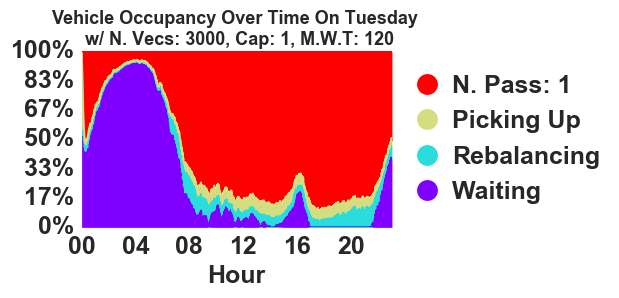 Vehicle Occupancy Over Time On Tuesday
w/ N. Vecs: 3000, Cap: 1, M.W.T: 120
100%
83%
67%
50%
33%
17%
0%
00 04 08 12 16 20
Hour
N. Pass: 1
Picking Up
Rebalancing
Waiting